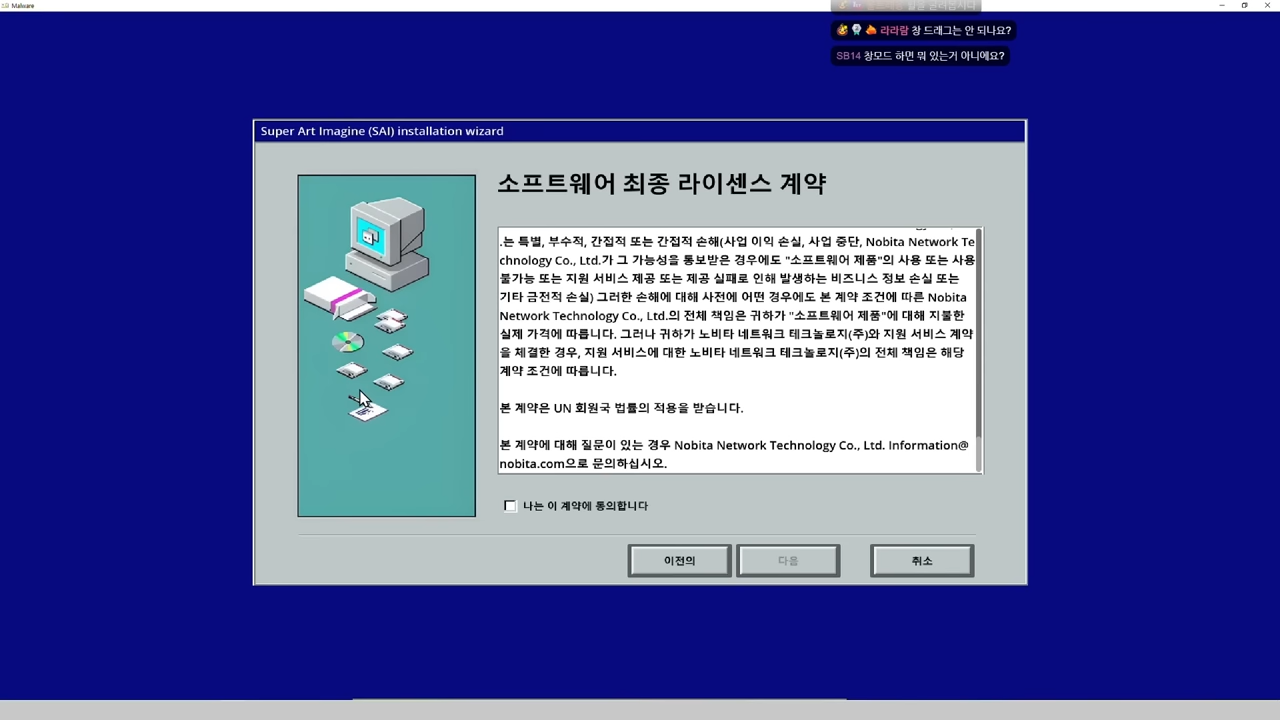 Malware
라라람 창 드래그는 안 되나요?
SB14 창모드 하면 뭐 있는거 아니에요?
Super Art Imagine (SAI) installation wizard
소프트웨어 최종 라이센스 계약
.는 특별, 부수적, 간접적 또는 간접적 손해(사업 이익 손실, 사업 중단, Nobita Network Te
chnology Co., Ltd.가 그 가능성을 통보받은 경우에도 "소프트웨어 제품"의 사용 또는 사용
불가능 또는 지원 서비스 제공 또는 제공 실패로 인해 발생하는 비즈니스 정보 손실 또는
기타 금전적 손실) 그러한 손해에 대해 사전에 어떤 경우에도 본 계약 조건에 따른 Nobita
Network Technology Co., Ltd.의 전체 책임은 귀하가 "소프트웨어 제품"에 대해 지불한
실제 가격에 따릅니다. 그러나 귀하가 노비타 네트워크 테크놀로지(주)와 지원 서비스 계약
을 체결한 경우, 지원 서비스에 대한 노비타 네트워크 테크놀로지(주)의 전체 책임은 해당
계약 조건에 따릅니다.
본 계약은 UN 회원국 법률의 적용을 받습니다.
본 계약에 대해 질문이 있는 경우 Nobita Network Technology Co., Ltd. Information@
nobita.com으로 문의하십시오.
나는 이 계약에 동의합니다
이전의
다음
취소